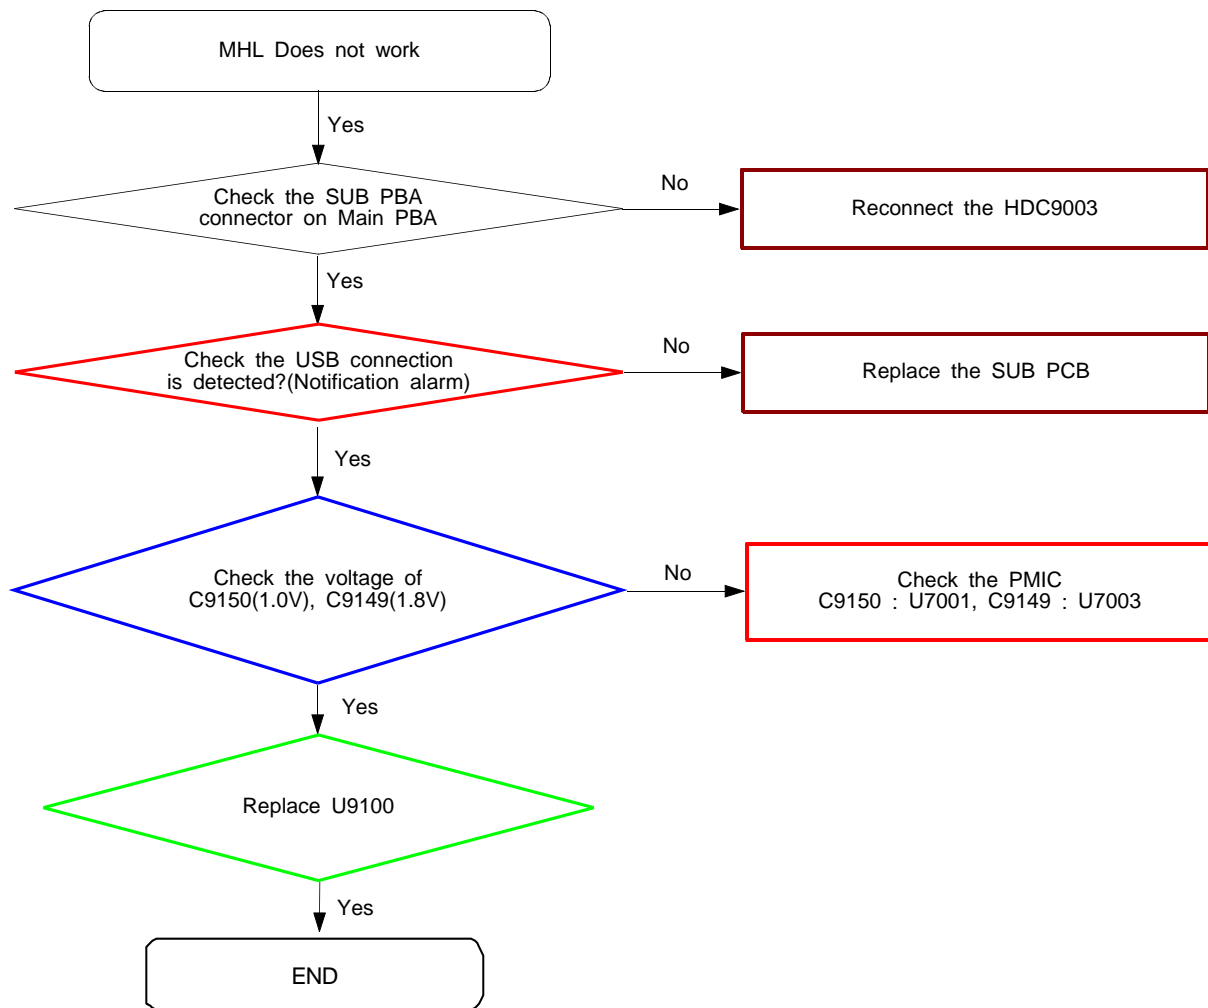 MHL Does not work
Yes
Check the SUB PBA
connector on Main PBA
No
Reconnect the HDC9003
Yes
Check the USB connection
is detected?(Notification alarm)
No
Replace the SUB PCB
Yes
Check the voltage of
C9150(1.0V), C9149(1.8V)
No
Check the PMIC
C9150 : U7001, C9149 : U7003
Yes
Replace U9100
Yes
END